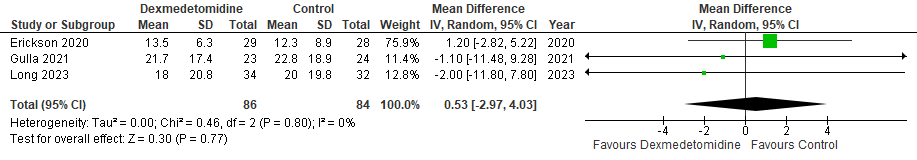 Dexmedetomidine Control Mean Difference Mean Difference
Study or Subgroup Mean SD Total Mean SD Total Weight IV, Random, 95% CI Year IV, Random, 95% CI
Erickson 2020 13.5 6.3 29 12.3 8.9 28 75.9% 1.20 [-2.82, 5.22] 2020
Gulla 2021 21.7 17.4 23 22.8 18.9 24 11.4% -1.10 [-11.48, 9.28] 2021
Long 2023 18 20.8 34 20 19.8 32 12.8% -2.00 [-11.80, 7.80] 2023
Total (95% CI) 86 84 100.0% 0.53 [-2.97, 4.03]
Heterogeneity: Tau² = 0.00; Chi² = 0.46, df = 2 (P = 0.80); I² = 0%
Test for overall effect: Z = 0.30 (P = 0.77)
-4 -2 0 2 4
Favours Dexmedetomidine Favours Control